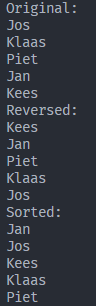 Original:
Jos
Klaas
Piet
Jan
Kees
Reversed:
Kees
Jan
Piet
Klaas
Jos
Sorted:
Jan
Jos
Kees
Klaas
Piet